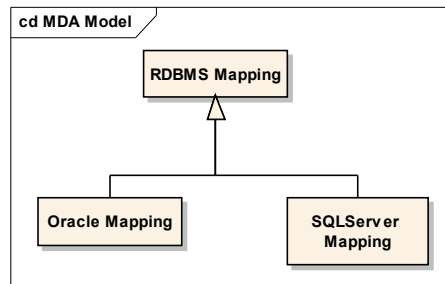 cd MDA Model
RDBMS Mapping
Oracle Mapping
SQLServer
Mapping